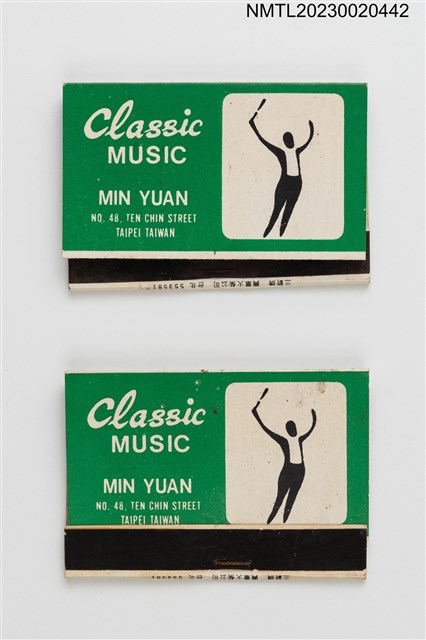 NMTL20230020442
Classic
MUSIC
MIN YUAN
NO. 48, TEN CHIN STREET
TAIPEI TAIWAN
Classic
MUSIC
MIN YUAN
NO. 48, TEN CHIN STREET
TAIPEI TAIWAN